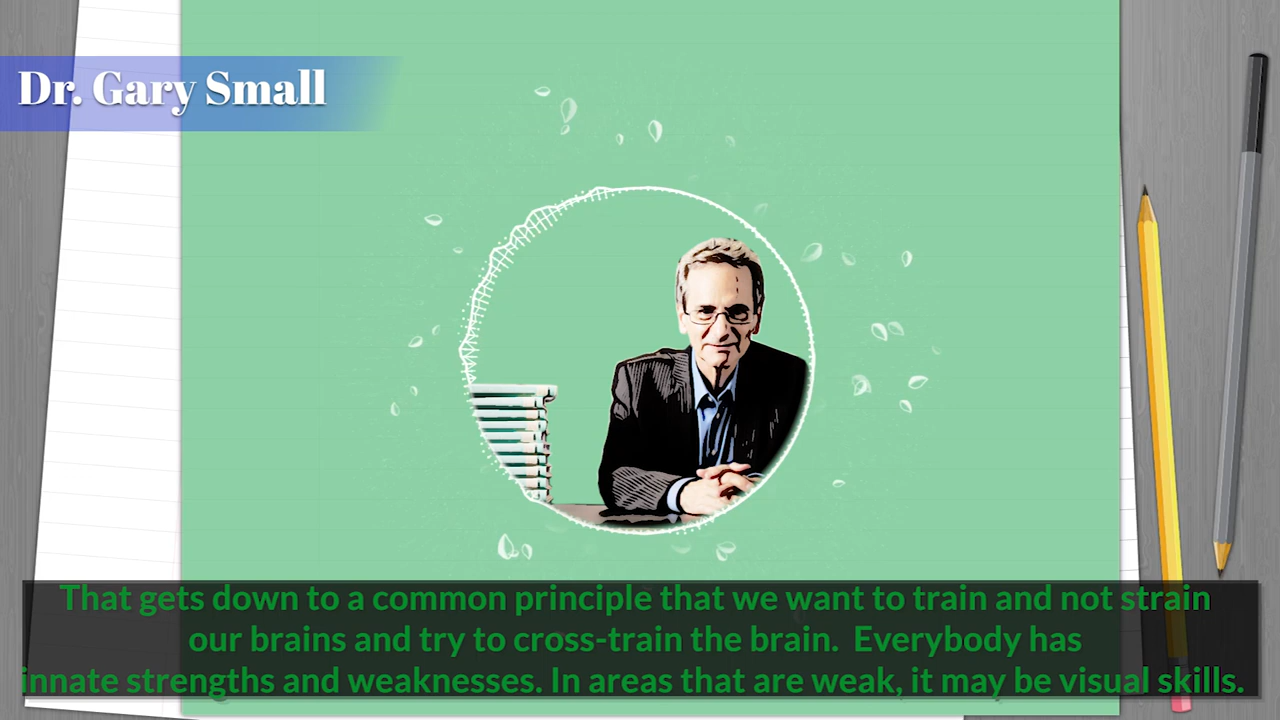 Dr. Gary Small
That gets down to a common principle that we want to train and not strain
our brains and try to cross-train the brain.  Everybody has
innate strengths and weaknesses. In areas that are weak, it may be visual skills.